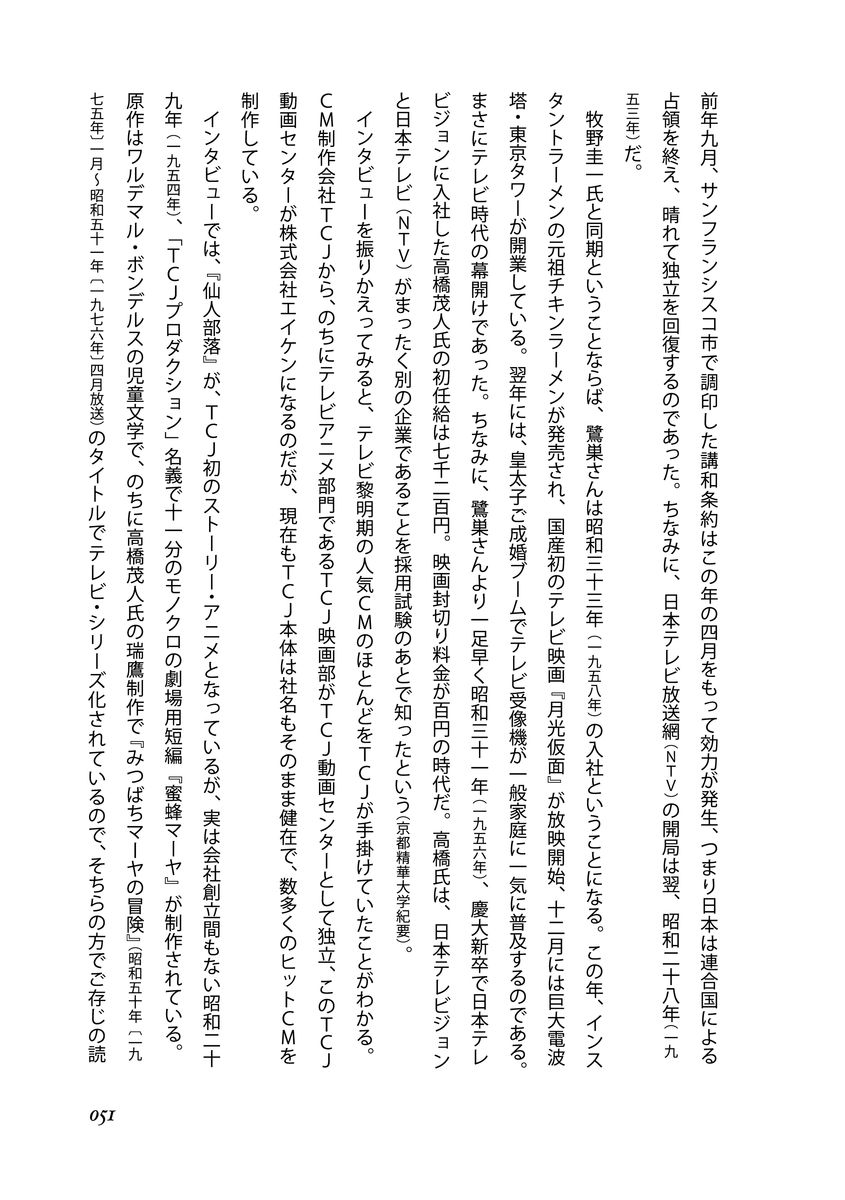 前年九月、サンフランシスコ市で調印した講和条約はこの年の四月をもって効力が発生、つまり日本は連合国による
占領を終え、晴れて独立を回復するのであった。ちなみに、日本テレビ放送網(NTV)の開局は翌、昭和二十八年(一九
五三年)だ。
牧野圭一氏と同期ということならば、鷺巣さんは昭和三十三年(一九五八年)の入社ということになる。この年、インス
タントラーメンの元祖チキンラーメンが発売され、国産初のテレビ映画『月光仮面』が放映開始、十二月には巨大電波
塔・東京タワーが開業している。翌年には、皇太子ご成婚ブームでテレビ受像機が一般家庭に一気に普及するのである。
まさにテレビ時代の幕開けであった。ちなみに、鷺巣さんより一足早く昭和三十一年(一九五六年)、慶大新卒で日本テレ
ビジョンに入社した高橋茂人氏の初任給は七千二百円。映画封切り料金が百円の時代だ。高橋氏は、日本テレビジョン
と日本テレビ(NTV)がまったく別の企業であることを採用試験のあとで知ったという(京都精華大学紀要)。
インタビューを振りかえってみると、テレビ黎明期の人気CMのほとんどをTCJが手掛けていたことがわかる。
CM制作会社TCJから、のちにテレビアニメ部門であるTCJ映画部がTCJ動画センターとして独立、このTCJ
動画センターが株式会社エイケンになるのだが、現在もTCJ本体は社名もそのまま健在で、数多くのヒットCMを
制作している。
インタビューでは、『仙人部落』が、TCJ初のストーリー・アニメとなっているが、実は会社創立間もない昭和二十
九年(一九五四年)、「TCJプロダクション」名義で十一分のモノクロの劇場用短編『蜜蜂マーヤ』が制作されている。
原作はワルデマル・ボンデルスの児童文学で、のちに高橋茂人氏の瑞鷹制作で『みつばちマーヤの冒険』(昭和五十年〔一九
七五年〕一月〜昭和五十一年〔一九七六年〕四月放送)のタイトルでテレビ・シリーズ化されているので、そちらの方でご存じの読
051